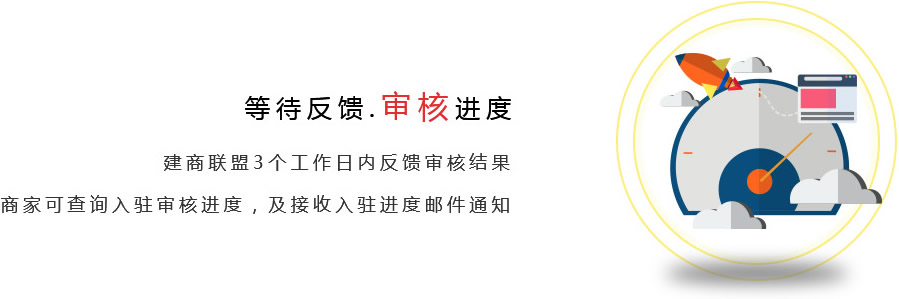 等待反馈.审核进度
建商联盟3个工作日内反馈审核结果
商家可查询入驻审核进度，及接收入驻进度邮件通知